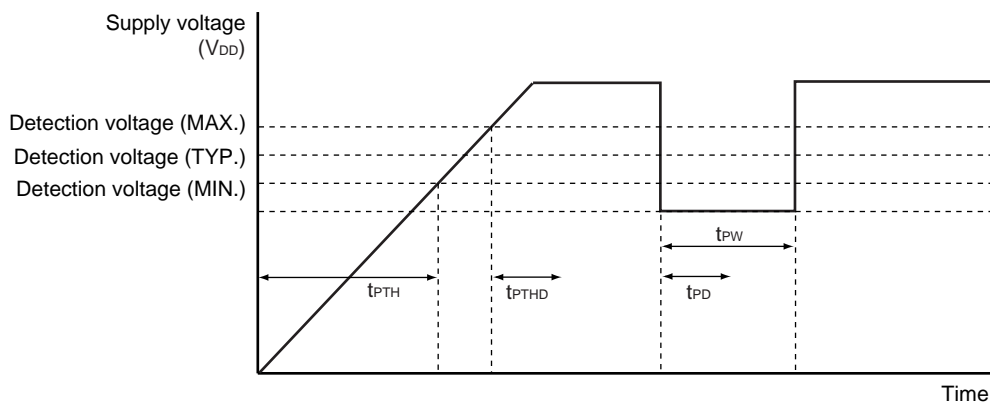 Supply voltage
(VDD)
Detection voltage (MAX.)
Detection voltage (TYP.)
Detection voltage (MIN.)
tPW
tPTH
tPTHD
tPD
Time